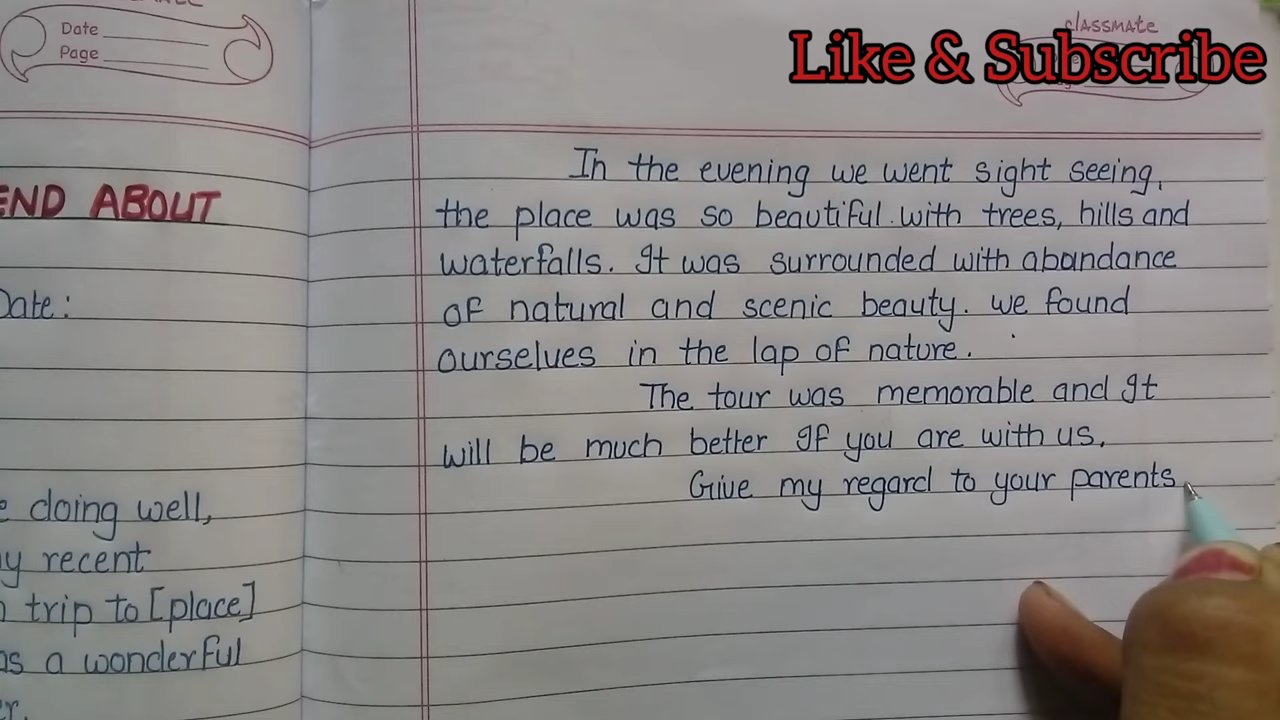 Date
Page
classmate
Like & Subscribe
END ABOUT
Date:
doing well,
recent
trip to [place]
as a wonderful
In the evening we went sight seeing,
the place was so beautiful with trees, hills and
waterfalls. It was surrounded with abundance
of natural and scenic beauty. we found
ourselves in the lap of nature.
The tour was memorable and It
will be much better If you are with us.
Give my regard to your parents